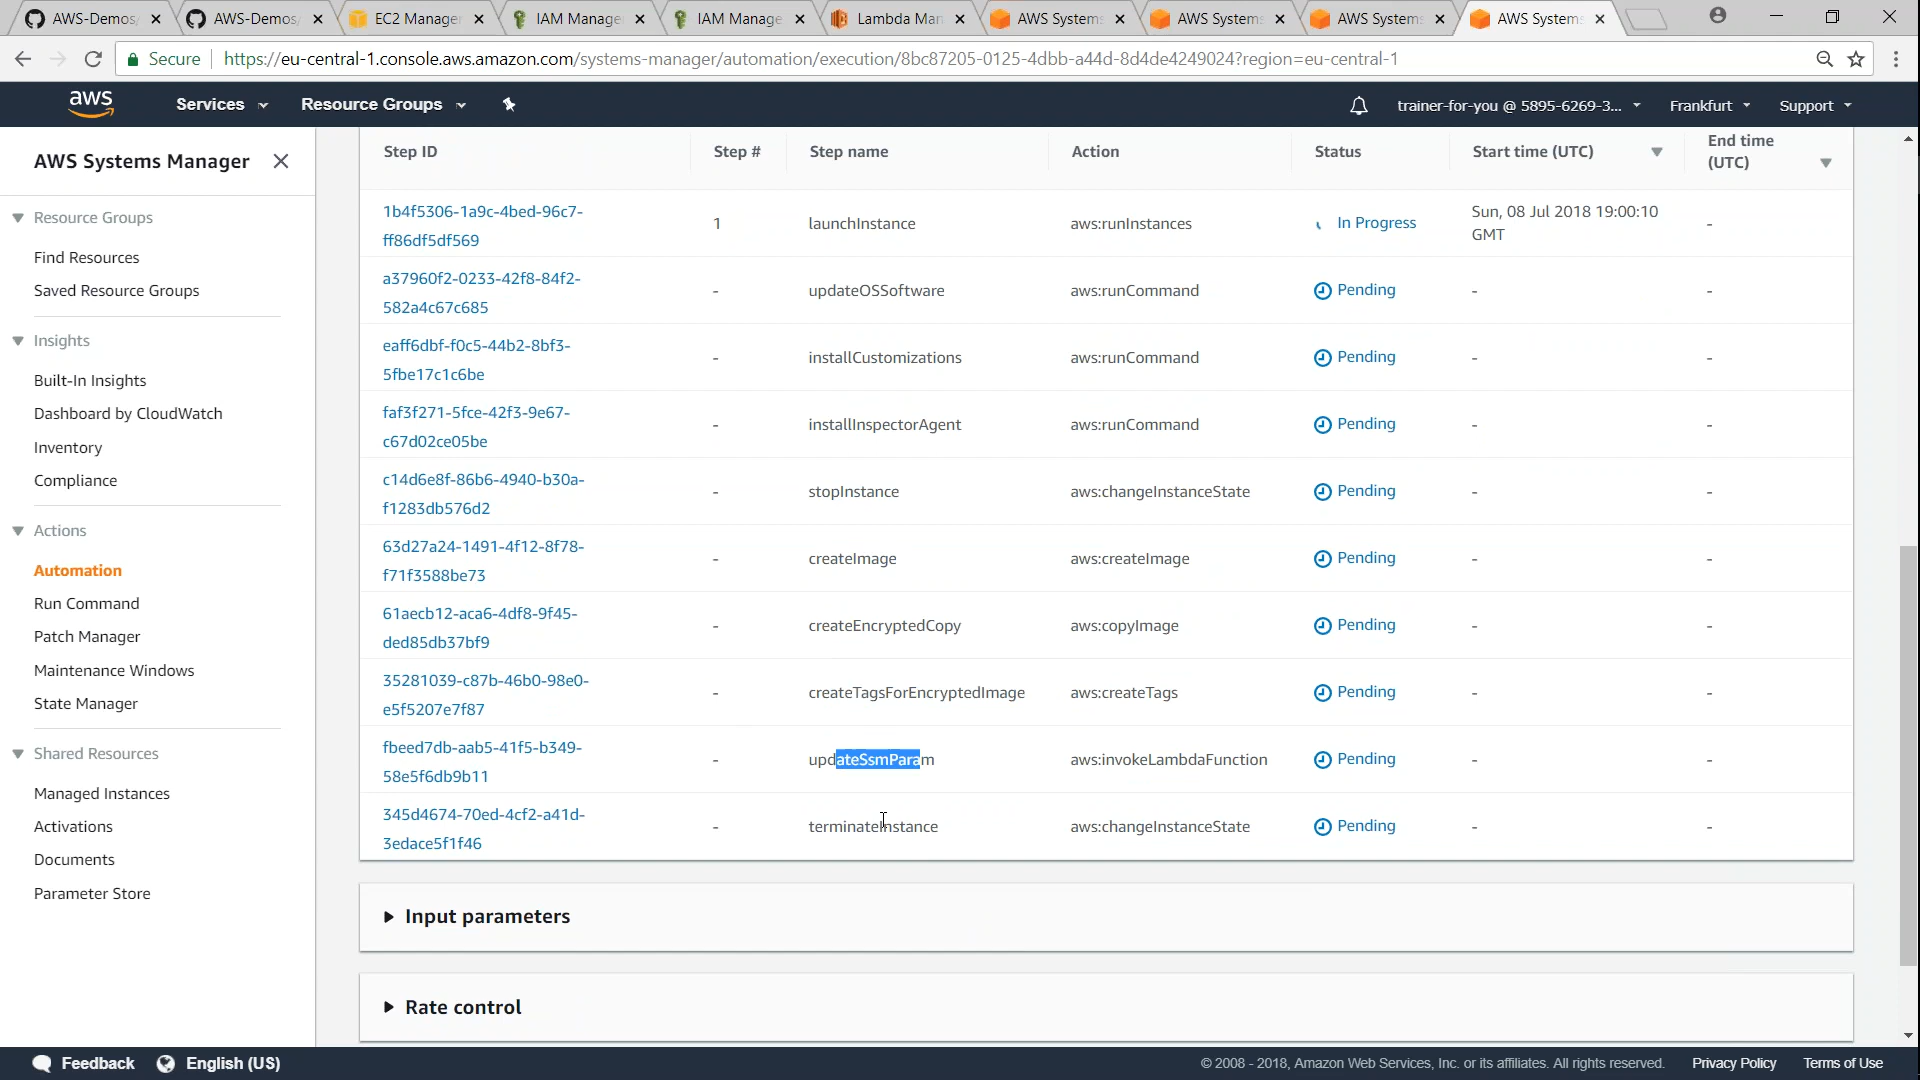 AWS-Demos AWS-Demos EC2 Manager IAM Manage IAM Manage Lambda Man AWS Systems AWS Systems AWS Systems AWS Systems
Secure https://eu-central-1.console.aws.amazon.com/systems-manager/automation/execution/8bc87205-0125-4dbb-a44d-8d4de4249024?region=eu-central-1
aws Services Resource Groups trainer-for-you @ 5895-6269-3... Frankfurt Support
AWS Systems Manager
Resource Groups
Find Resources
Saved Resource Groups
Insights
Built-In Insights
Dashboard by CloudWatch
Inventory
Compliance
Actions
Automation
Run Command
Patch Manager
Maintenance Windows
State Manager
Shared Resources
Managed Instances
Activations
Documents
Parameter Store
Step ID Step # Step name Action Status Start time (UTC) End time
(UTC)
1b4f5306-1a9c-4bed-96c7-
ff86df5df569 1 launchInstance aws:runInstances In Progress Sun, 08 Jul 2018 19:00:10
GMT -
a37960f2-0233-42f8-84f2-
582a4c67c685 - updateOSSoftware aws:runCommand Pending - -
eaff6dbf-f0c5-44b2-8bf3-
5fbe17c1c6be - installCustomizations aws:runCommand Pending - -
faf3f271-5fce-42f3-9e67-
c67d02ce05be - installInspectorAgent aws:runCommand Pending - -
c14d6e8f-86b6-4940-b30a-
f1283db576d2 - stopInstance aws:changeInstanceState Pending - -
63d27a24-1491-4f12-8f78-
f71f3588be73 - createImage aws:createImage Pending - -
61aecb12-aca6-4df8-9f45-
ded85db37bf9 - createEncryptedCopy aws:copyImage Pending - -
35281039-c87b-46b0-98e0-
e5f5207e7f87 - createTagsForEncryptedImage aws:createTags Pending - -
fbeed7db-aab5-41f5-b349-
58e5f6db9b11 - updateSsmParam aws:invokeLambdaFunction Pending - -
345d4674-70ed-4cf2-a41d-
3edace5f1f46 - terminateInstance aws:changeInstanceState Pending - -
Input parameters
Rate control
Feedback English (US) © 2008 - 2018, Amazon Web Services, Inc. or its affiliates. All rights reserved. Privacy Policy Terms of Use